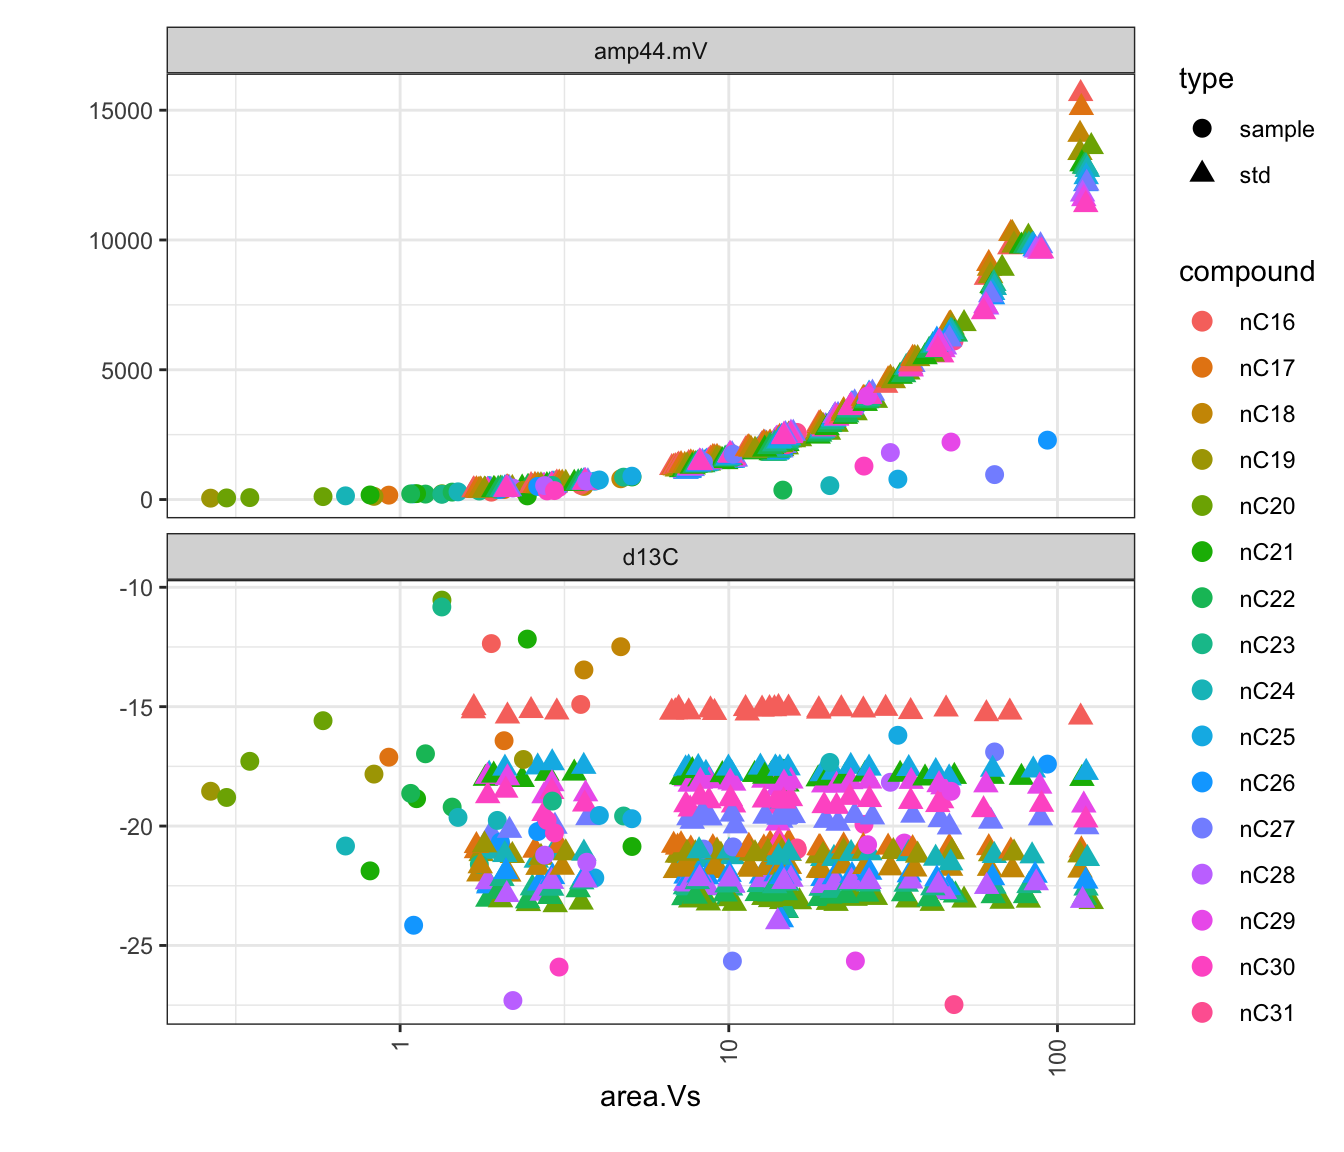 amp44.mV
15000
10000
5000
0
d13C
-10
-15
-20
-25
1
10
100
area.Vs
type
sample
std
compound
nC16
nC17
nC18
nC19
nC20
nC21
nC22
nC23
nC24
nC25
nC26
nC27
nC28
nC29
nC30
nC31